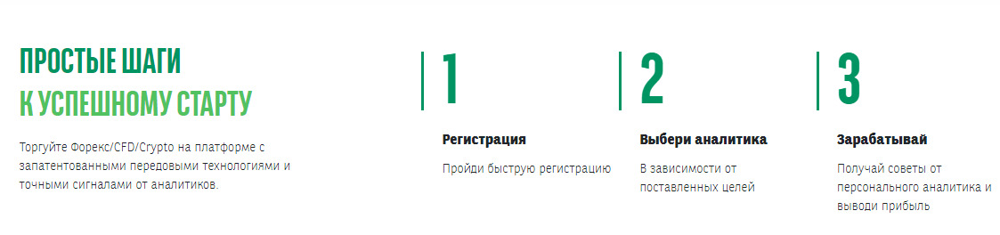 ПРОСТЫЕ ШАГИ
К УСПЕШНОМУ СТАРТУ
Торгуйте Форекс/CFD/Crypto на платформе с
запатентованными передовыми технологиями и
точными сигналами от аналитиков.
1
Регистрация
Пройди быструю регистрацию
2
Выбери аналитика
В зависимости от
поставленных целей
3
Зарабатывай
Получай советы от
персонального аналитика и
выводи прибыль